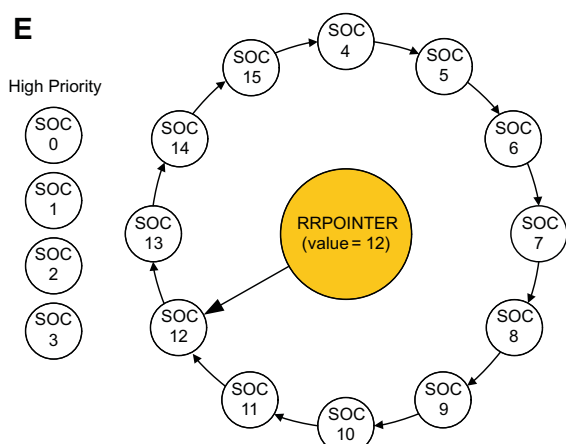 E
High Priority
SOC
0
SOC
1
SOC
2
SOC
3
SOC
4
SOC
5
SOC
6
SOC
7
SOC
8
SOC
9
SOC
10
SOC
11
SOC
12
SOC
13
SOC
14
SOC
15
RRPOINTER
(value = 12)